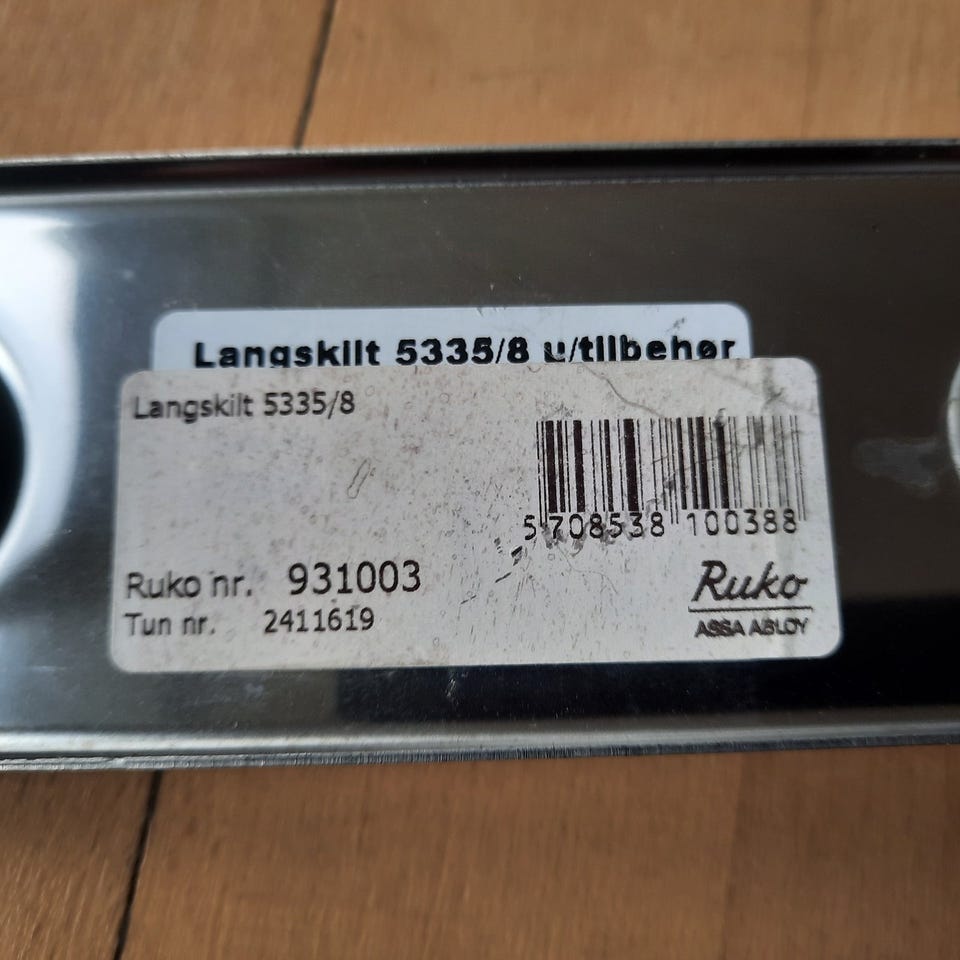 Langskilt 5335/8 u/tilbehør
Langskilt 5335/8
5 708538 100388
Ruko nr. 931003
Tun nr. 2411619
Ruko
ASSA ABLOY